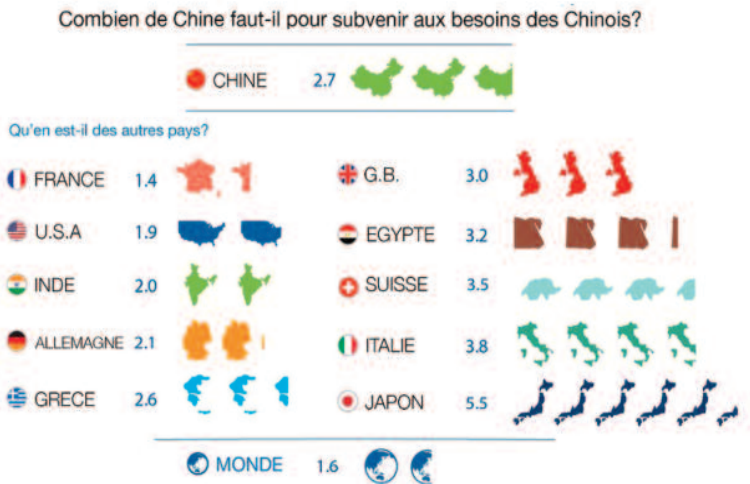 Combien de Chine faut-il pour subvenir aux besoins des Chinois?
CHINE 2.7
Qu'en est-il des autres pays?
FRANCE 1.4
U.S.A 1.9
INDE 2.0
ALLEMAGNE 2.1
GRECE 2.6
G.B. 3.0
EGYPTE 3.2
SUISSE 3.5
ITALIE 3.8
JAPON 5.5
MONDE 1.6